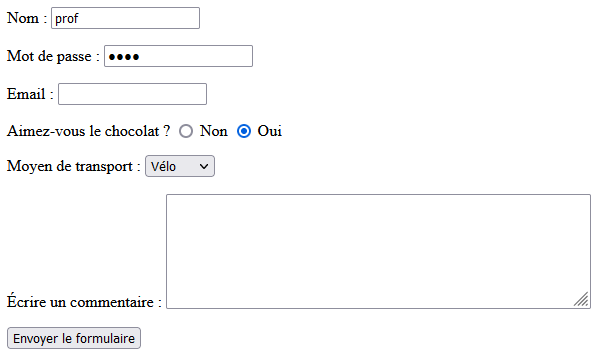 Nom : prof
Mot de passe : ••••
Email :
Aimez-vous le chocolat ? Non Oui
Moyen de transport : Vélo
Écrire un commentaire :
Envoyer le formulaire